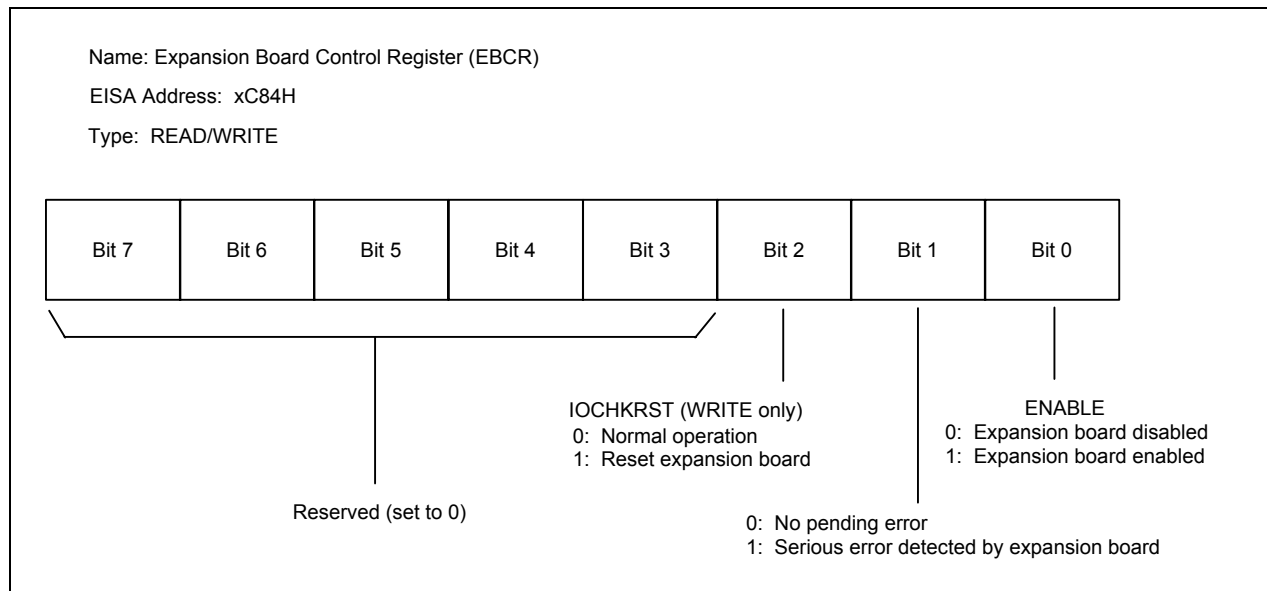 Name: Expansion Board Control Register (EBCR)
EISA Address: xC84H
Type: READ/WRITE
Bit 7 Bit 6 Bit 5 Bit 4 Bit 3 Bit 2 Bit 1 Bit 0
IOCHKRST (WRITE only)
0: Normal operation
1: Reset expansion board
ENABLE
0: Expansion board disabled
1: Expansion board enabled
Reserved (set to 0)
0: No pending error
1: Serious error detected by expansion board